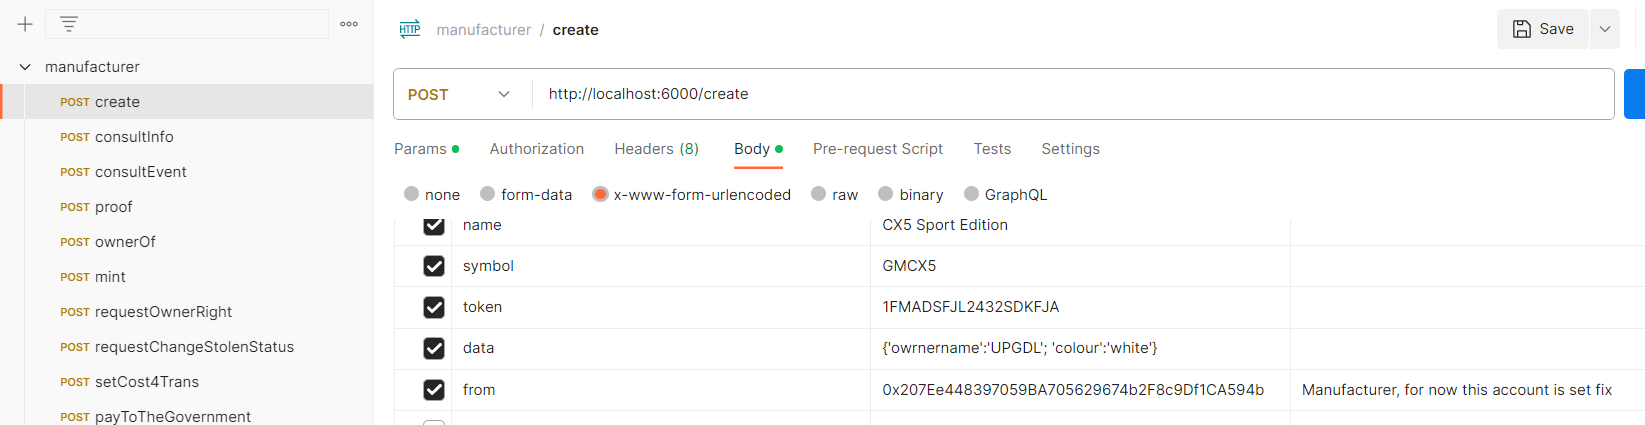 manufacturer
POST create
POST consultInfo
POST consultEvent
POST proof
POST ownerOf
POST mint
POST requestOwnerRight
POST requestChangeStolenStatus
POST setCost4Trans
POST payToTheGovernment
HTTP manufacturer / create
Save
POST http://localhost:6000/create
Params Authorization Headers (8) Body Pre-request Script Tests Settings
none form-data x-www-form-urlencoded raw binary GraphQL
name CX5 Sport Edition
symbol GMCX5
token 1FMADSFJL2432SDKFJA
data {'owrnername':'UPGDL'; 'colour':'white'}
from 0x207Ee448397059BA705629674b2F8c9Df1CA594b Manufacturer, for now this account is set fix